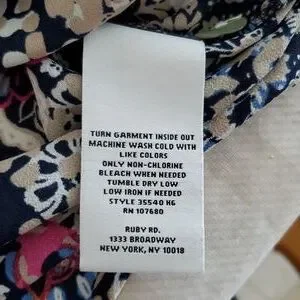 TURN GARMENT INSIDE OUT
MACHINE WASH COLD WITH
LIKE COLORS
ONLY NON-CHLORINE
BLEACH WHEN NEEDED
TUMBLE DRY LOW
LOW IRON IF NEEDED
STYLE 35540 HG
RN 107680
RUBY RD.
1333 BROADWAY
NEW YORK, NY 10018